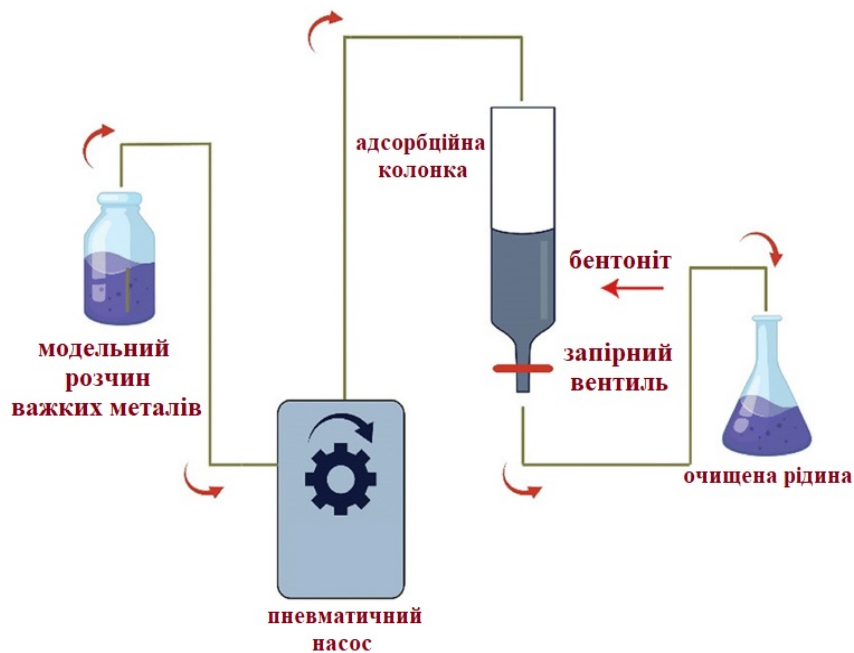 адсорбційна
колонка
бентоніт
модельний
розчин
важких металів
запірний
вентиль
очищена рідина
пневматичний
насос